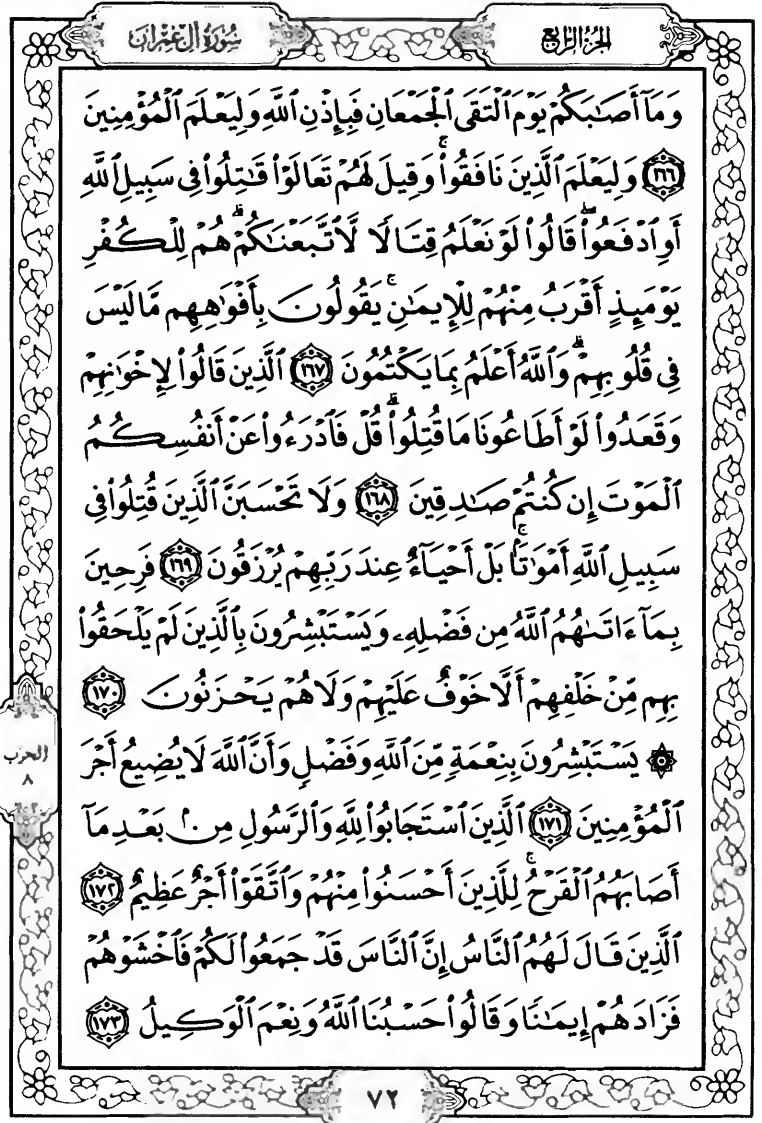 الجزء الرابع
سورة آل عمران
وَمَآ أَصَٰبَكُمۡ يَوۡمَ ٱلۡتَقَى ٱلۡجَمۡعَانِ فَبِإِذۡنِ ٱللَّهِ وَلِيَعۡلَمَ ٱلۡمُؤۡمِنِينَ
١٦٦ وَلِيَعۡلَمَ ٱلَّذِينَ نَافَقُواْۚ وَقِيلَ لَهُمۡ تَعَالَوۡاْ قَٰتِلُواْ فِي سَبِيلِ ٱللَّهِ
أَوِ ٱدۡفَعُواْۖ قَالُواْ لَوۡ نَعۡلَمُ قِتَالٗا لَّٱتَّبَعۡنَٰكُمۡۗ هُمۡ لِلۡكُفۡرِ
يَوۡمَئِذٍ أَقۡرَبُ مِنۡهُمۡ لِلۡإِيمَٰنِۚ يَقُولُونَ بِأَفۡوَٰهِهِم مَّا لَيۡسَ
فِي قُلُوبِهِمۡۗ وَٱللَّهُ أَعۡلَمُ بِمَا يَكۡتُمُونَ ١٦٧ ٱلَّذِينَ قَالُواْ لِإِخۡوَٰنِهِمۡ
وَقَعَدُواْ لَوۡ أَطَاعُونَا مَا قُتِلُواْۗ قُلۡ فَٱدۡرَءُواْ عَنۡ أَنفُسِكُمُ
ٱلۡمَوۡتَ إِن كُنتُمۡ صَٰدِقِينَ ١٦٨ وَلَا تَحۡسَبَنَّ ٱلَّذِينَ قُتِلُواْ فِي
سَبِيلِ ٱللَّهِ أَمۡوَٰتَۢاۚ بَلۡ أَحۡيَآءٌ عِندَ رَبِّهِمۡ يُرۡزَقُونَ ١٦٩ فَرِحِينَ
بِمَآ ءَاتَىٰهُمُ ٱللَّهُ مِن فَضۡلِهِۦ وَيَسۡتَبۡشِرُونَ بِٱلَّذِينَ لَمۡ يَلۡحَقُواْ
بِهِم مِّنۡ خَلۡفِهِمۡ أَلَّا خَوۡفٌ عَلَيۡهِمۡ وَلَا هُمۡ يَحۡزَنُونَ ١٧٠
۞ يَسۡتَبۡشِرُونَ بِنِعۡمَةٖ مِّنَ ٱللَّهِ وَفَضۡلٖ وَأَنَّ ٱللَّهَ لَا يُضِيعُ أَجۡرَ
ٱلۡمُؤۡمِنِينَ ١٧١ ٱلَّذِينَ ٱسۡتَجَابُواْ لِلَّهِ وَٱلرَّسُولِ مِنۢ بَعۡدِ مَآ
أَصَابَهُمُ ٱلۡقَرۡحُۚ لِلَّذِينَ أَحۡسَنُواْ مِنۡهُمۡ وَٱتَّقَوۡاْ أَجۡرٌ عَظِيمٌ ١٧٢
ٱلَّذِينَ قَالَ لَهُمُ ٱلنَّاسُ إِنَّ ٱلنَّاسَ قَدۡ جَمَعُواْ لَكُمۡ فَٱخۡشَوۡهُمۡ
فَزَادَهُمۡ إِيمَٰنٗا وَقَالُواْ حَسۡبُنَا ٱللَّهُ وَنِعۡمَ ٱلۡوَكِيلُ ١٧٣
الحزب
٨
٧٢